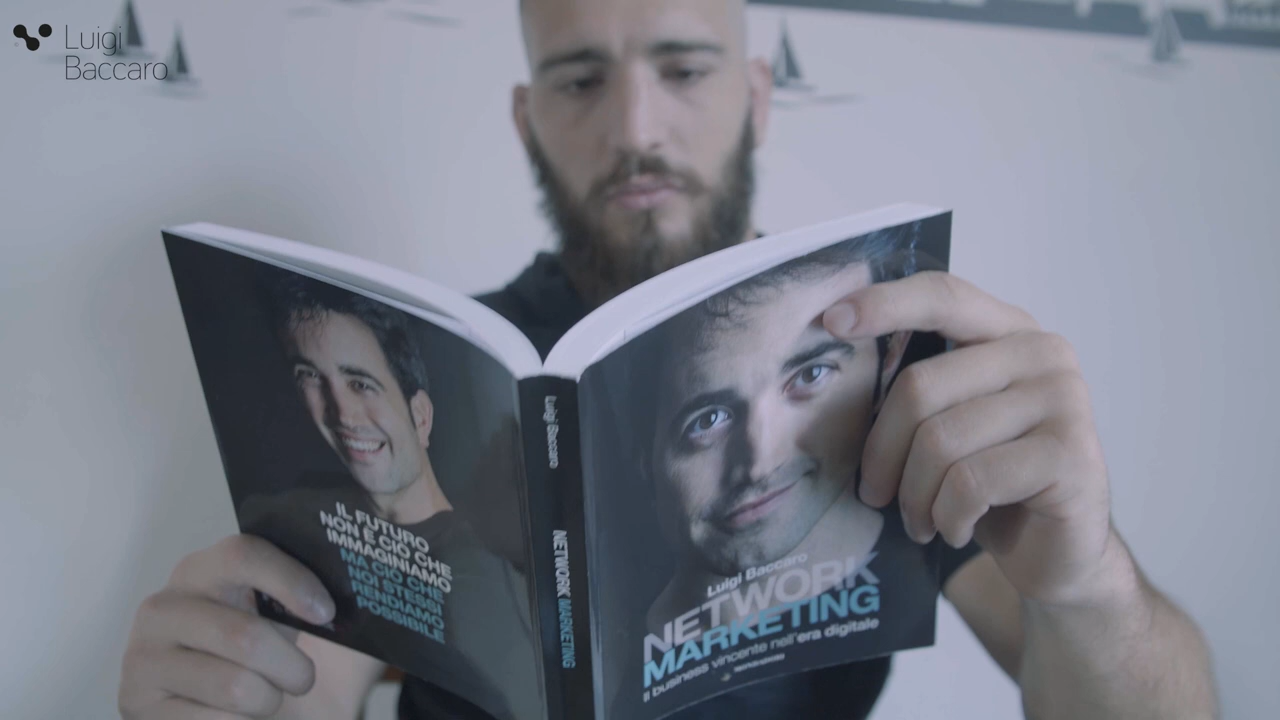 Luigi
Baccaro
IL FUTURO
NON È CIÒ CHE
IMMAGINIAMO
MA CIÒ CHE
NOI STESSI
RENDIAMO
POSSIBILE
Luigi Baccaro
NETWORK MARKETING
Luigi Baccaro
NETWORK
MARKETING
Il business vincente nell'era digitale